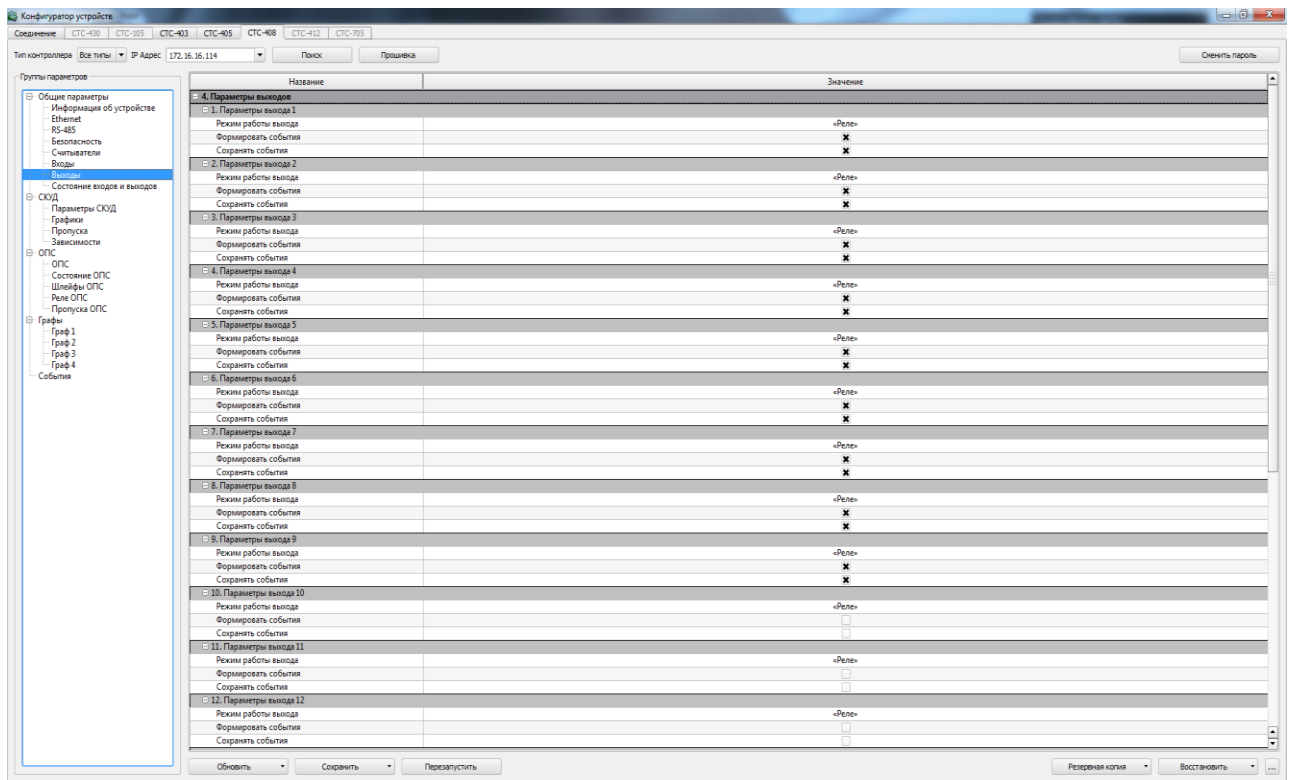 Конфигуратор устройств
Соединение СТС-430 СТС-105 СТС-403 СТС-405 СТС-408 СТС-412 СТС-705
Тип контроллера Все типы IP Адрес 172.16.16.114 Поиск Прошивка Сменить пароль
Группы параметров
Общие параметры
Информация об устройстве
Ethernet
RS-485
Безопасность
Считыватели
Входы
Выходы
Состояние входов и выходов
СКУД
Параметры СКУД
Графики
Пропуска
Зависимости
ОПС
ОПС
Состояние ОПС
Шлейфы ОПС
Реле ОПС
Пропуска ОПС
Графы
Граф 1
Граф 2
Граф 3
Граф 4
События
Название Значение
4. Параметры выходов
1. Параметры выхода 1
Режим работы выхода «Реле»
Формировать события
Сохранять события
2. Параметры выхода 2
Режим работы выхода «Реле»
Формировать события
Сохранять события
3. Параметры выхода 3
Режим работы выхода «Реле»
Формировать события
Сохранять события
4. Параметры выхода 4
Режим работы выхода «Реле»
Формировать события
Сохранять события
5. Параметры выхода 5
Режим работы выхода «Реле»
Формировать события
Сохранять события
6. Параметры выхода 6
Режим работы выхода «Реле»
Формировать события
Сохранять события
7. Параметры выхода 7
Режим работы выхода «Реле»
Формировать события
Сохранять события
8. Параметры выхода 8
Режим работы выхода «Реле»
Формировать события
Сохранять события
9. Параметры выхода 9
Режим работы выхода «Реле»
Формировать события
Сохранять события
10. Параметры выхода 10
Режим работы выхода «Реле»
Формировать события
Сохранять события
11. Параметры выхода 11
Режим работы выхода «Реле»
Формировать события
Сохранять события
12. Параметры выхода 12
Режим работы выхода «Реле»
Формировать события
Сохранять события
Обновить Сохранить Перезапустить Резервная копия Восстановить ...